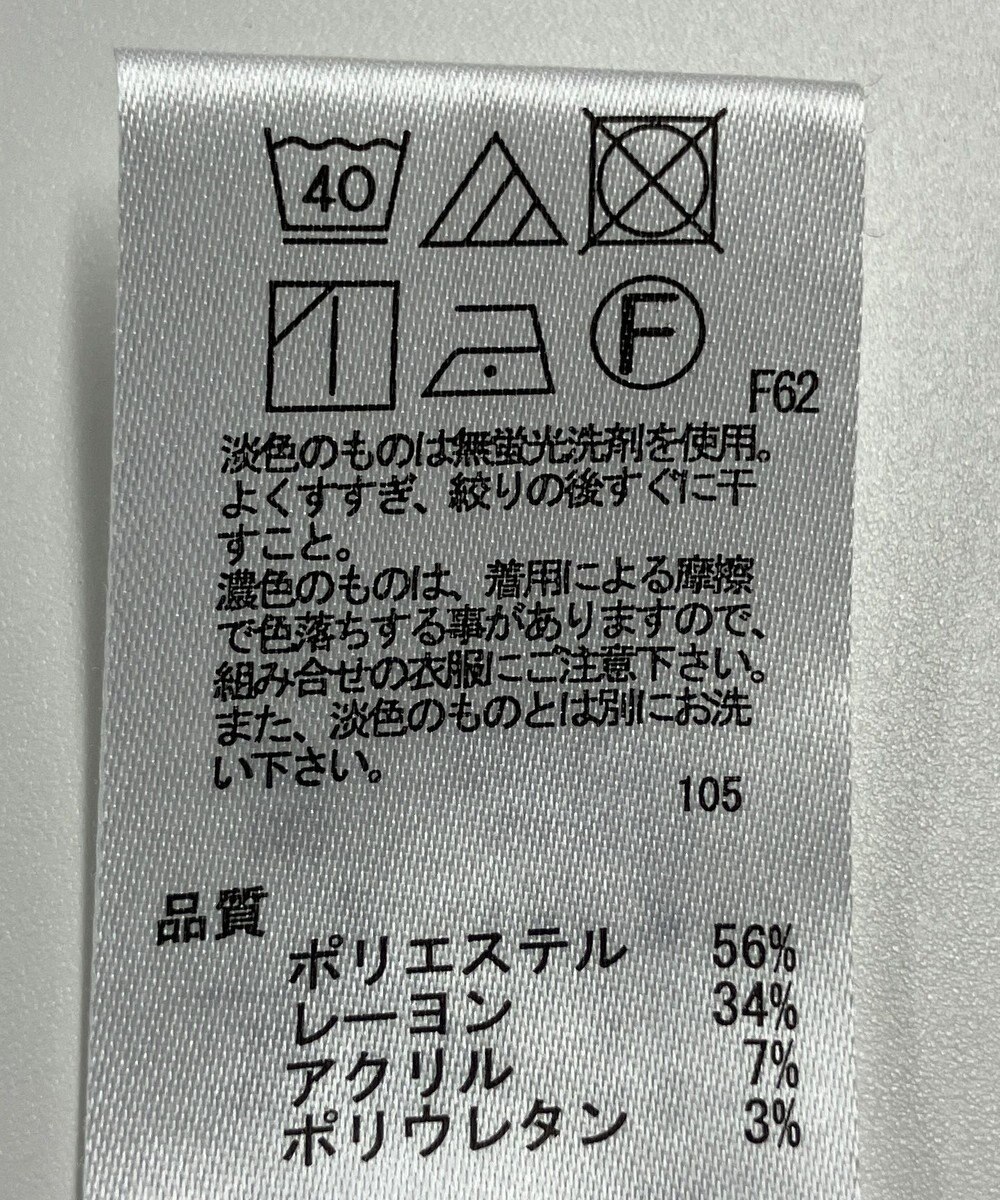 40
F
F62
淡色のものは無蛍光洗剤を使用。
よくすすぎ、絞りの後すぐに干
すこと。
濃色のものは、着用による摩擦
で色落ちする事がありますので、
組み合せの衣服にご注意下さい。
また、淡色のものとは別にお洗
い下さい。
105
品質
ポリエステル 56%
レーヨン 34%
アクリル 7%
ポリウレタン 3%